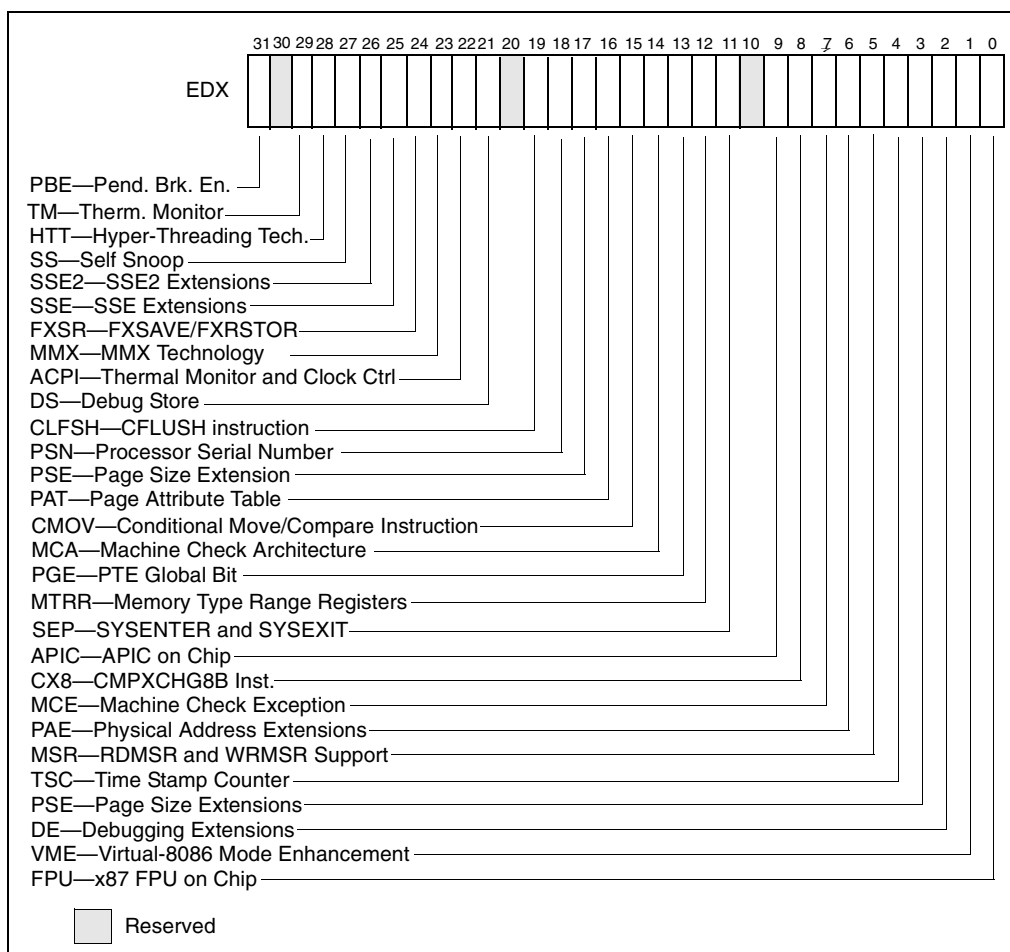 31 30 29 28 27 26 25 24 23 22 21 20 19 18 17 16 15 14 13 12 11 10 9 8 7 6 5 4 3 2 1 0
EDX
PBE—Pend. Brk. En.
TM—Therm. Monitor
HTT—Hyper-Threading Tech.
SS—Self Snoop
SSE2—SSE2 Extensions
SSE—SSE Extensions
FXSR—FXSAVE/FXRSTOR
MMX—MMX Technology
ACPI—Thermal Monitor and Clock Ctrl
DS—Debug Store
CLFSH—CFLUSH instruction
PSN—Processor Serial Number
PSE—Page Size Extension
PAT—Page Attribute Table
CMOV—Conditional Move/Compare Instruction
MCA—Machine Check Architecture
PGE—PTE Global Bit
MTRR—Memory Type Range Registers
SEP—SYSENTER and SYSEXIT
APIC—APIC on Chip
CX8—CMPXCHG8B Inst.
MCE—Machine Check Exception
PAE—Physical Address Extensions
MSR—RDMSR and WRMSR Support
TSC—Time Stamp Counter
PSE—Page Size Extensions
DE—Debugging Extensions
VME—Virtual-8086 Mode Enhancement
FPU—x87 FPU on Chip
Reserved